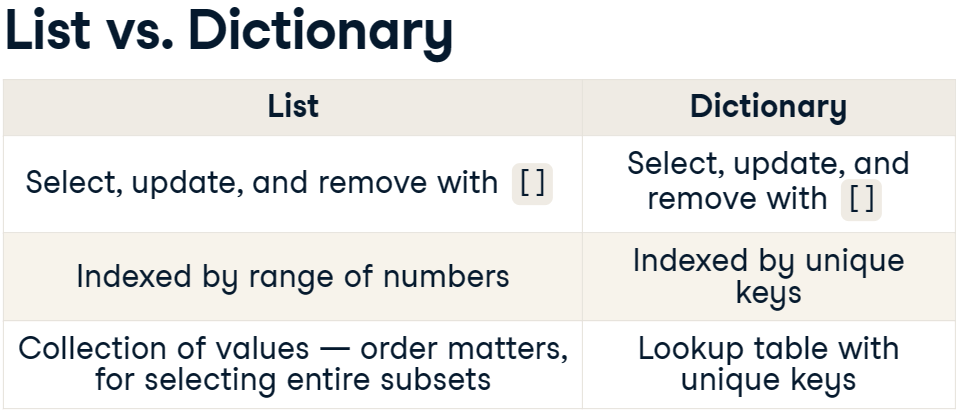 List vs. Dictionary
List
Dictionary
Select, update, and remove with []
Select, update, and
remove with []
Indexed by range of numbers
Indexed by unique
keys
Collection of values — order matters,
for selecting entire subsets
Lookup table with
unique keys